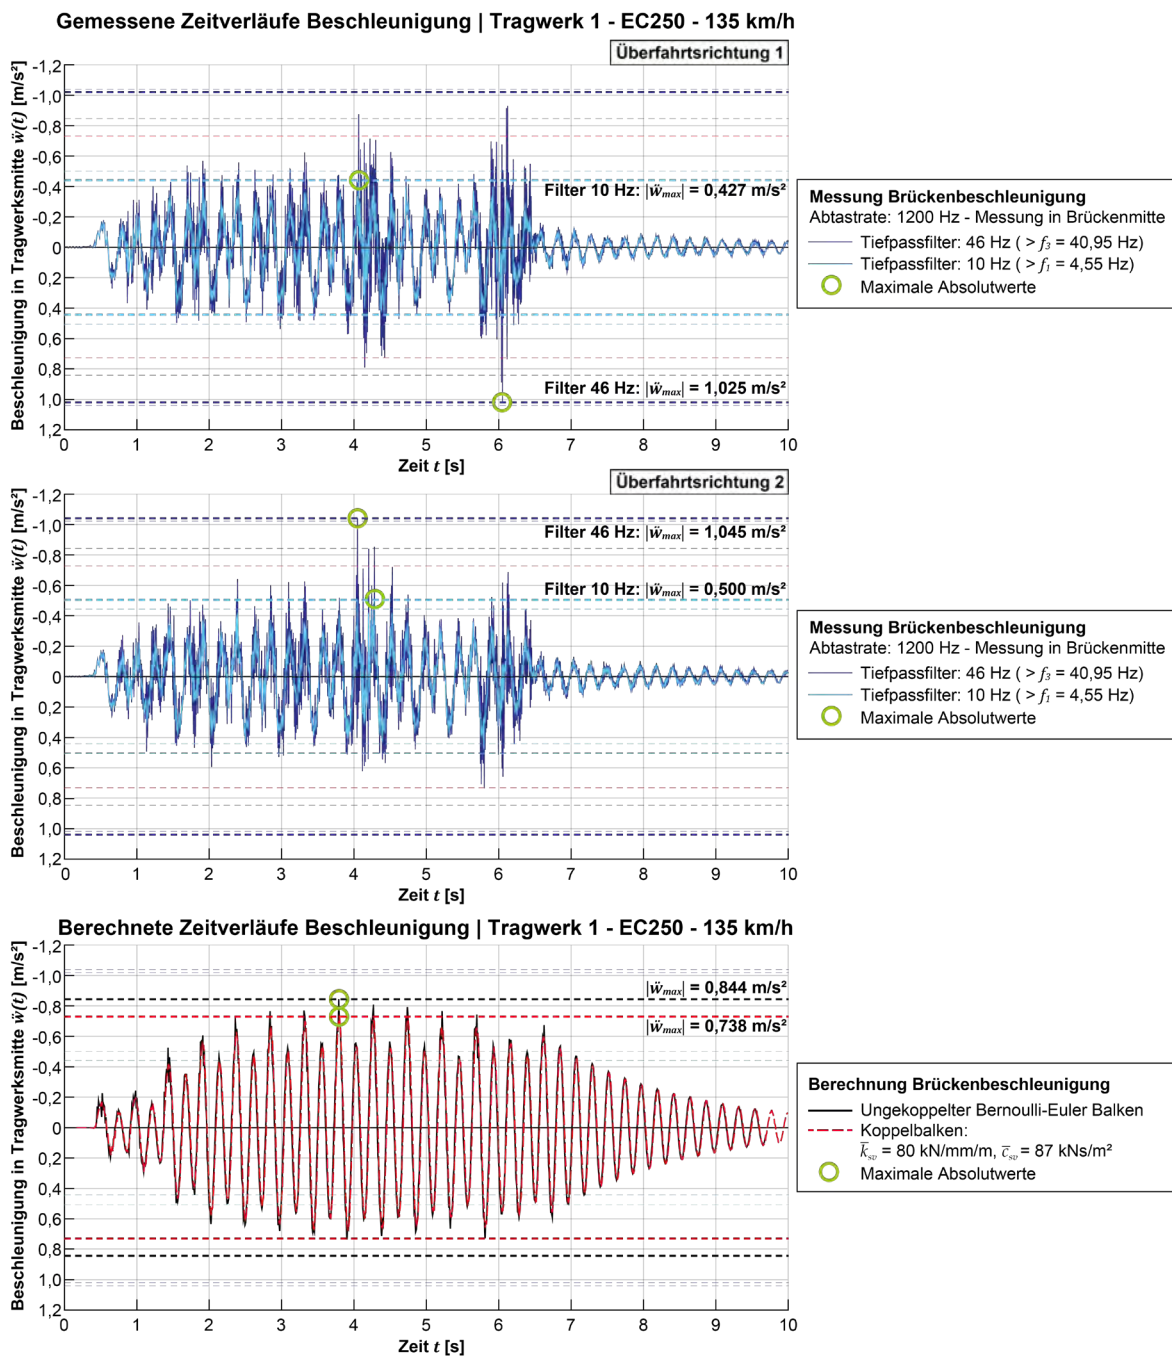 Gemessene Zeitverläufe Beschleunigung | Tragwerk 1 - EC250 - 135 km/h
Überfahrtsrichtung 1
Beschleunigung in Tragwerksmitte ẅ(t) [m/s²]
-1,2
-1,0
-0,8
-0,6
-0,4
-0,2
0
0,2
0,4
0,6
0,8
1,0
1,2
Filter 10 Hz: |ẅmax| = 0,427 m/s²
Filter 46 Hz: |ẅmax| = 1,025 m/s²
0 1 2 3 4 5 6 7 8 9 10
Zeit t [s]
Messung Brückenbeschleunigung
Abtastrate: 1200 Hz - Messung in Brückenmitte
Tiefpassfilter: 46 Hz ( > f3 = 40,95 Hz)
Tiefpassfilter: 10 Hz ( > f1 = 4,55 Hz)
Maximale Absolutwerte
Überfahrtsrichtung 2
Beschleunigung in Tragwerksmitte ẅ(t) [m/s²]
-1,2
-1,0
-0,8
-0,6
-0,4
-0,2
0
0,2
0,4
0,6
0,8
1,0
1,2
Filter 46 Hz: |ẅmax| = 1,045 m/s²
Filter 10 Hz: |ẅmax| = 0,500 m/s²
0 1 2 3 4 5 6 7 8 9 10
Zeit t [s]
Messung Brückenbeschleunigung
Abtastrate: 1200 Hz - Messung in Brückenmitte
Tiefpassfilter: 46 Hz ( > f3 = 40,95 Hz)
Tiefpassfilter: 10 Hz ( > f1 = 4,55 Hz)
Maximale Absolutwerte
Berechnete Zeitverläufe Beschleunigung | Tragwerk 1 - EC250 - 135 km/h
Beschleunigung in Tragwerksmitte ẅ(t) [m/s²]
-1,2
-1,0
-0,8
-0,6
-0,4
-0,2
0
0,2
0,4
0,6
0,8
1,0
1,2
|ẅmax| = 0,844 m/s²
|ẅmax| = 0,738 m/s²
0 1 2 3 4 5 6 7 8 9 10
Zeit t [s]
Berechnung Brückenbeschleunigung
Ungekoppelter Bernoulli-Euler Balken
Koppelbalken:
k̅sv = 80 kN/mm/m, c̅sv = 87 kNs/m²
Maximale Absolutwerte